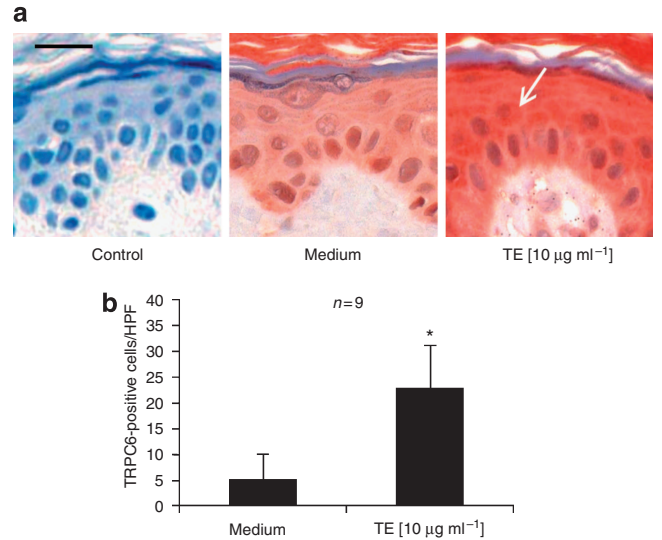 a
Control
Medium
TE [10 µg ml⁻¹]
b
n=9
TRPC6-positive cells/HPF
40
35
30
25
20
15
10
5
0
*
Medium
TE [10 µg ml⁻¹]